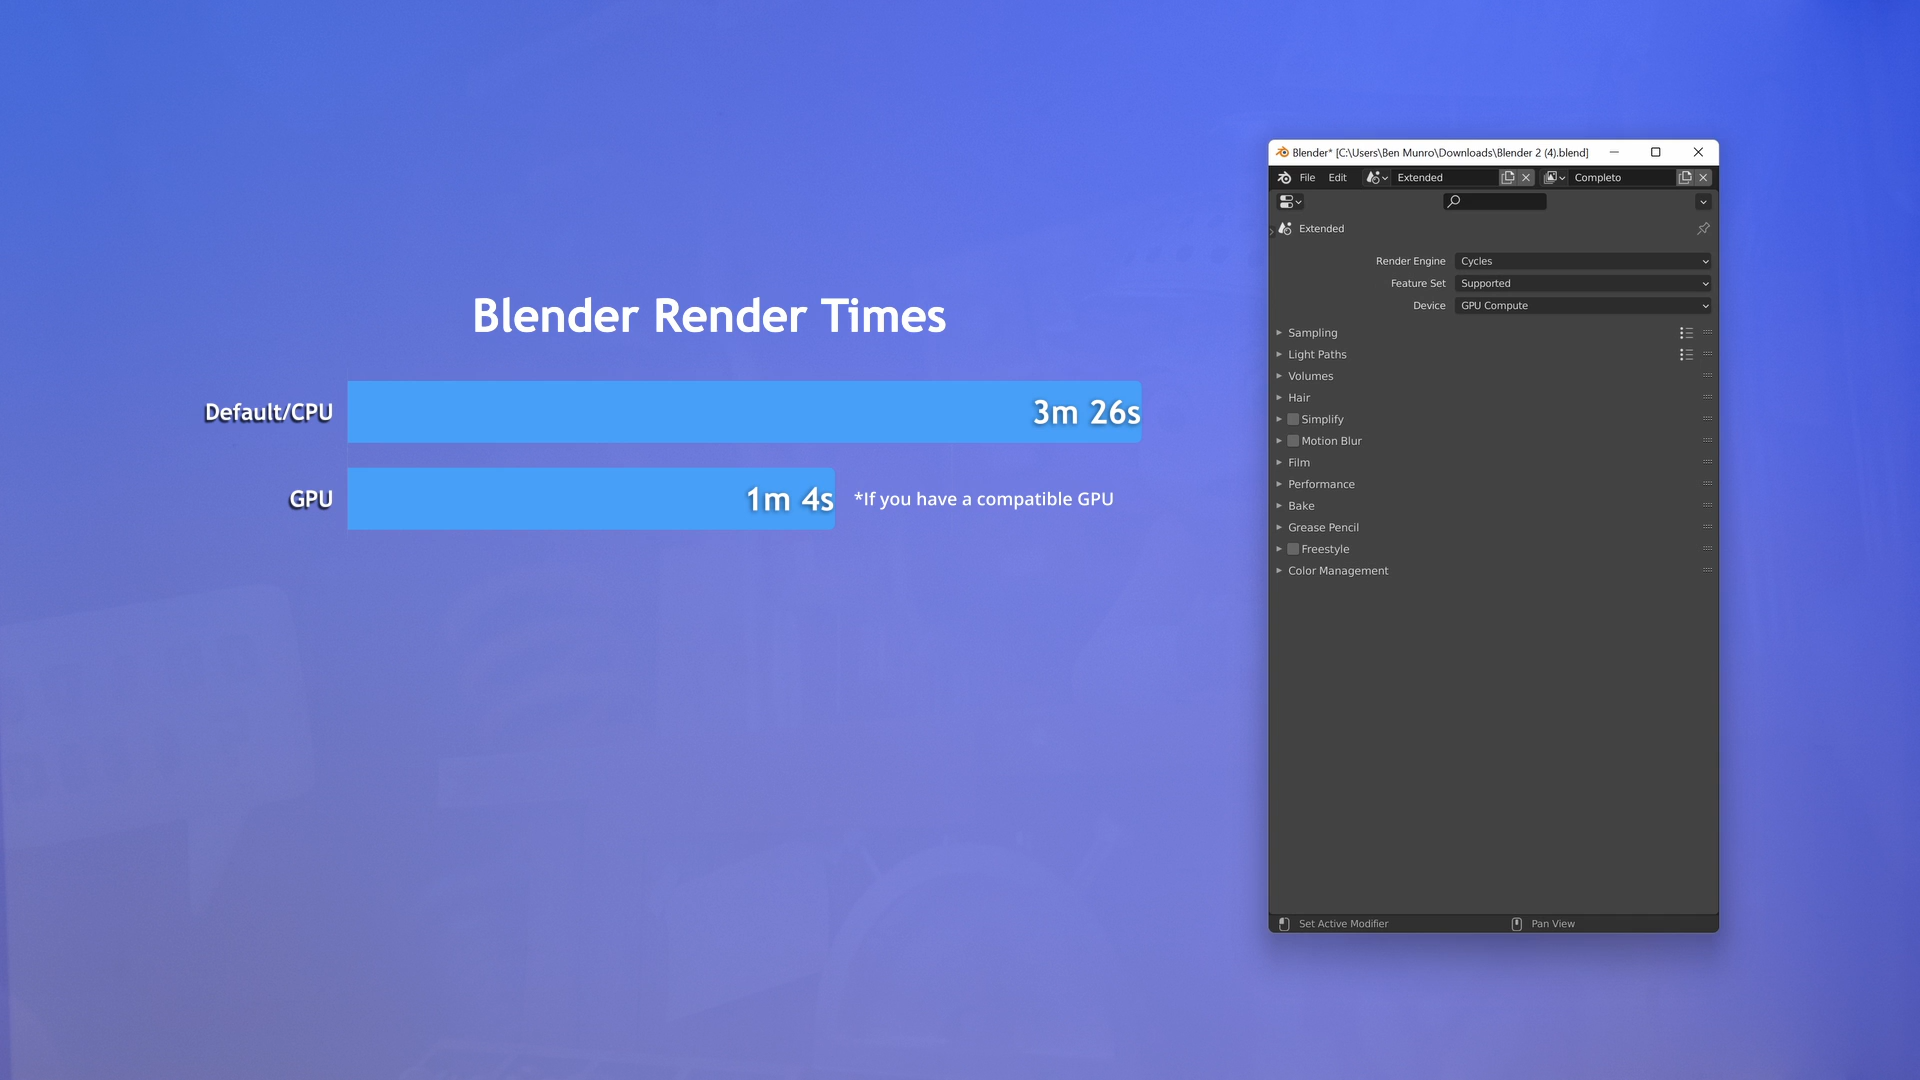 Blender Render Times
Default/CPU 3m 26s
GPU 1m 4s *If you have a compatible GPU
Blender* [C:\Users\Ben Munro\Downloads\Blender 2 (4).blend]
File Edit Extended Completo
Extended
Render Engine Cycles
Feature Set Supported
Device GPU Compute
Sampling
Light Paths
Volumes
Hair
Simplify
Motion Blur
Film
Performance
Bake
Grease Pencil
Freestyle
Color Management
Set Active Modifier Pan View